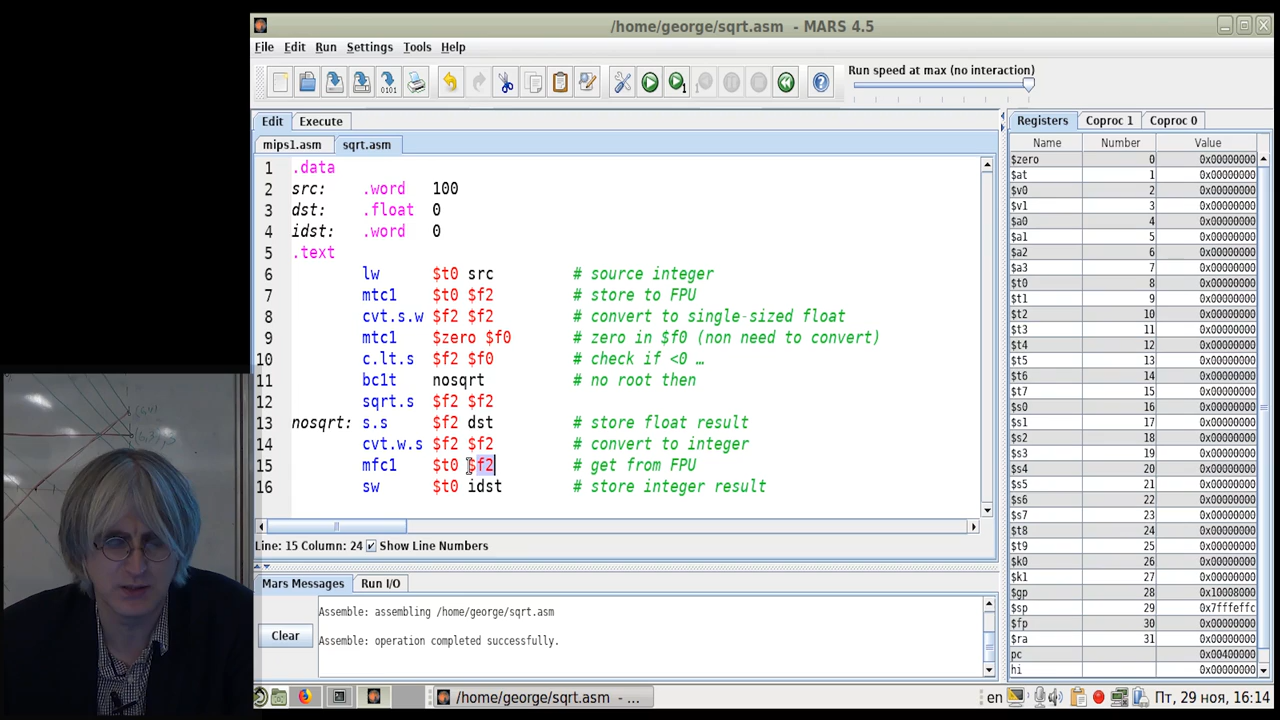 /home/george/sqrt.asm - MARS 4.5
File Edit Run Settings Tools Help
Run speed at max (no interaction)
Edit Execute
mips1.asm sqrt.asm
1 .data
2 src: .word 100
3 dst: .float 0
4 idst: .word 0
5 .text
6 lw $t0 src # source integer
7 mtc1 $t0 $f2 # store to FPU
8 cvt.s.w $f2 $f2 # convert to single-sized float
9 mtc1 $zero $f0 # zero in $f0 (non need to convert)
10 c.lt.s $f2 $f0 # check if <0 …
11 bc1t nosqrt # no root then
12 sqrt.s $f2 $f2
13 nosqrt: s.s $f2 dst # store float result
14 cvt.w.s $f2 $f2 # convert to integer
15 mfc1 $t0 $f2 # get from FPU
16 sw $t0 idst # store integer result
Line: 15 Column: 24 Show Line Numbers
Mars Messages Run I/O
Assemble: assembling /home/george/sqrt.asm
Assemble: operation completed successfully.
Clear
Registers Coproc 1 Coproc 0
Name Number Value
$zero 0 0x00000000
$at 1 0x00000000
$v0 2 0x00000000
$v1 3 0x00000000
$a0 4 0x00000000
$a1 5 0x00000000
$a2 6 0x00000000
$a3 7 0x00000000
$t0 8 0x00000000
$t1 9 0x00000000
$t2 10 0x00000000
$t3 11 0x00000000
$t4 12 0x00000000
$t5 13 0x00000000
$t6 14 0x00000000
$t7 15 0x00000000
$s0 16 0x00000000
$s1 17 0x00000000
$s2 18 0x00000000
$s3 19 0x00000000
$s4 20 0x00000000
$s5 21 0x00000000
$s6 22 0x00000000
$s7 23 0x00000000
$t8 24 0x00000000
$t9 25 0x00000000
$k0 26 0x00000000
$k1 27 0x00000000
$gp 28 0x10008000
$sp 29 0x7fffeffc
$fp 30 0x00000000
$ra 31 0x00000000
pc 0x00400000
hi 0x00000000
/home/george/sqrt.asm - ...
en Пт, 29 ноя, 16:14